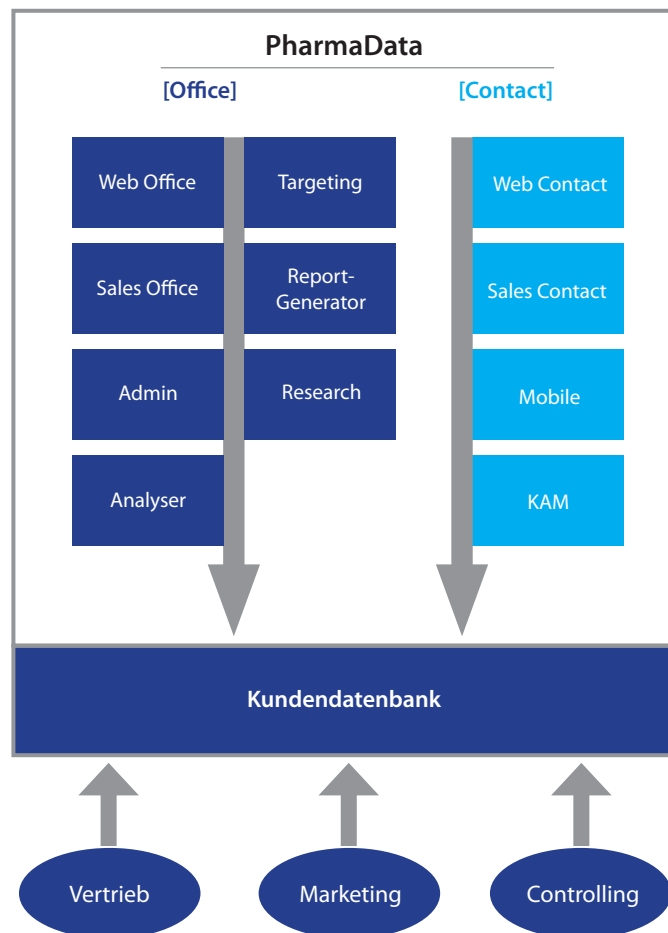 PharmaData
[Office]
[Contact]
Web Office
Targeting
Web Contact
Sales Office
Report-
Generator
Sales Contact
Admin
Research
Mobile
Analyser
KAM
Kundendatenbank
Vertrieb
Marketing
Controlling